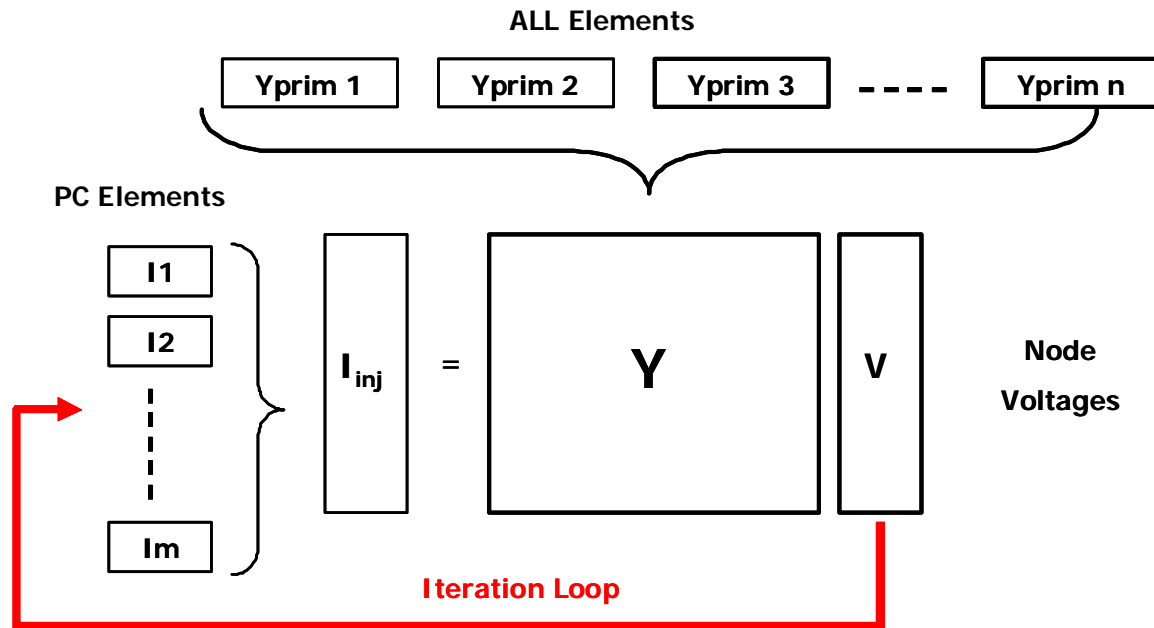 ALL Elements
Yprim 1
Yprim 2
Yprim 3
Yprim n
PC Elements
I1
I2
Im
Iinj
=
Y
V
Node
Voltages
Iteration Loop